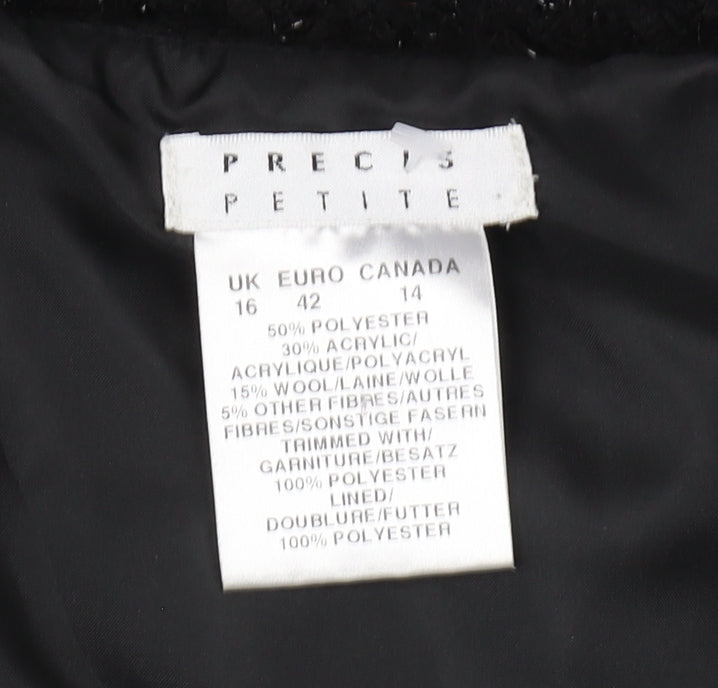 PRECIS
PETITE
UK EURO CANADA
16 42 14
50% POLYESTER
30% ACRYLIC/
ACRYLIQUE/POLYACRYL
15% WOOL/LAINE/WOLLE
5% OTHER FIBRES/AUTRES
FIBRES/SONSTIGE FASERN
TRIMMED WITH/
GARNITURE/BESATZ
100% POLYESTER
LINED/
DOUBLURE/FUTTER
100% POLYESTER